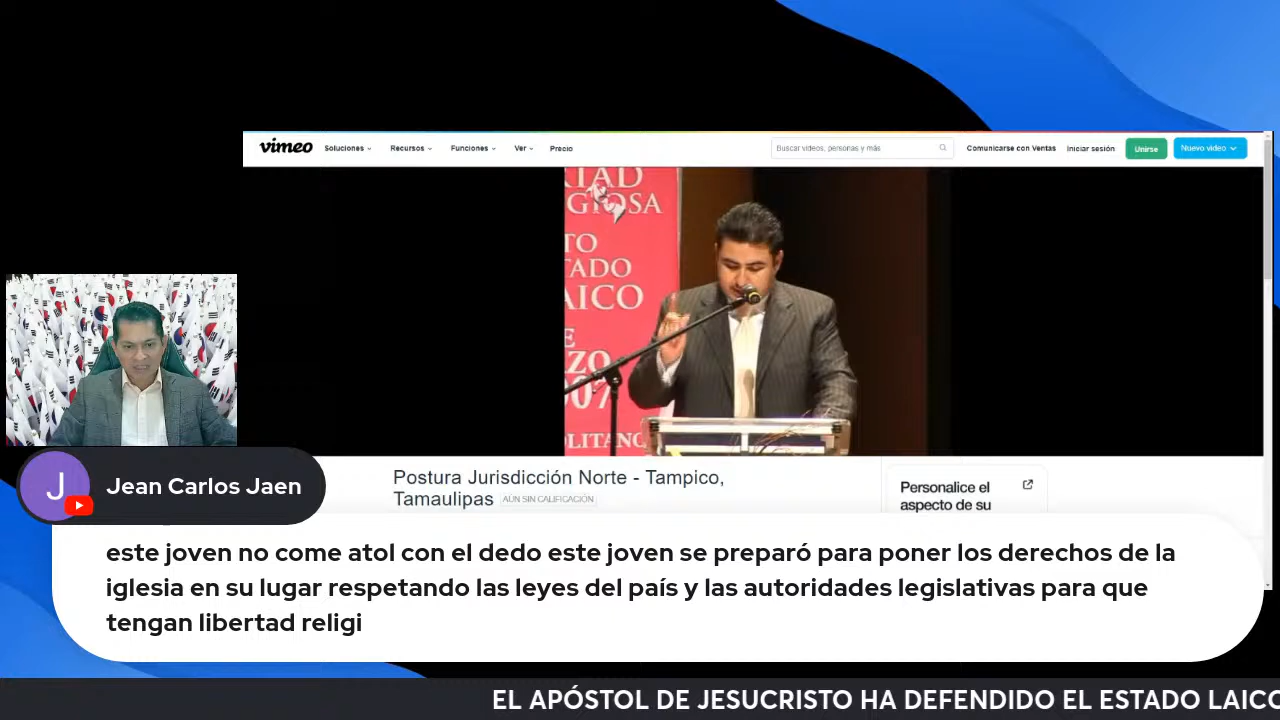 vimeo Soluciones Recursos Funciones Ver Precio Buscar videos, personas y más Comunicarse con Ventas Iniciar sesión Unirse Nuevo video
GIOSA
TO
TADO
AICO
Postura Jurisdicción Norte - Tampico,
Tamaulipas AÚN SIN CALIFICACIÓN
Personalice el
aspecto de su
J Jean Carlos Jaen
este joven no come atol con el dedo este joven se preparó para poner los derechos de la
iglesia en su lugar respetando las leyes del país y las autoridades legislativas para que
tengan libertad religi
EL APÓSTOL DE JESUCRISTO HA DEFENDIDO EL ESTADO LAICO